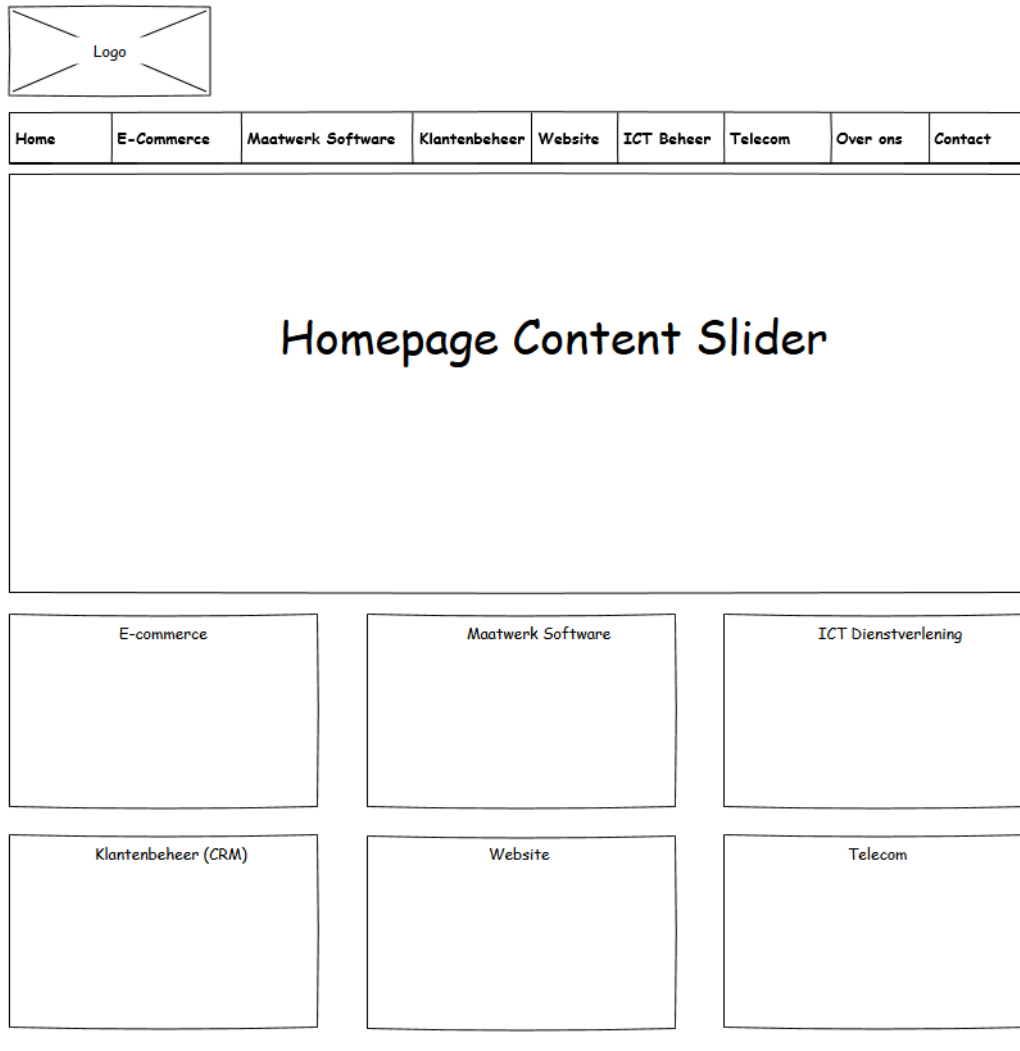 Logo
Home E-Commerce Maatwerk Software Klantenbeheer Website ICT Beheer Telecom Over ons Contact
Homepage Content Slider
E-commerce Maatwerk Software ICT Dienstverlening
Klantenbeheer (CRM) Website Telecom